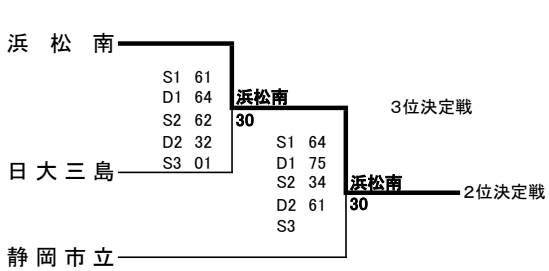 浜 松 南
S1 61
D1 64
S2 62
D2 32
S3 01
浜松南
30
3位決定戦
日 大 三 島
S1 64
D1 75
S2 34
D2 61
S3
浜松南
30
2位決定戦
静 岡 市 立